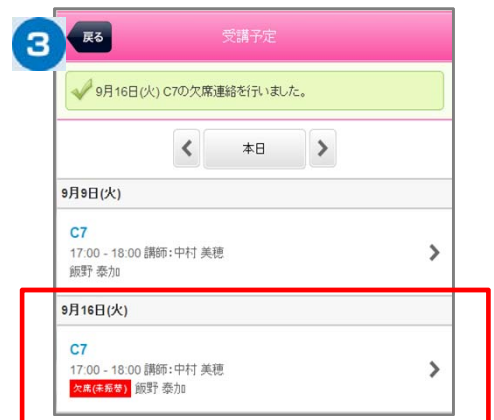 3
戻る
受講予定
9月16日(火) C7の欠席連絡を行いました。
本日
9月9日(火)
C7
17:00 - 18:00 講師:中村 美穂
飯野 泰加
9月16日(火)
C7
17:00 - 18:00 講師:中村 美穂
欠席(未振替) 飯野 泰加